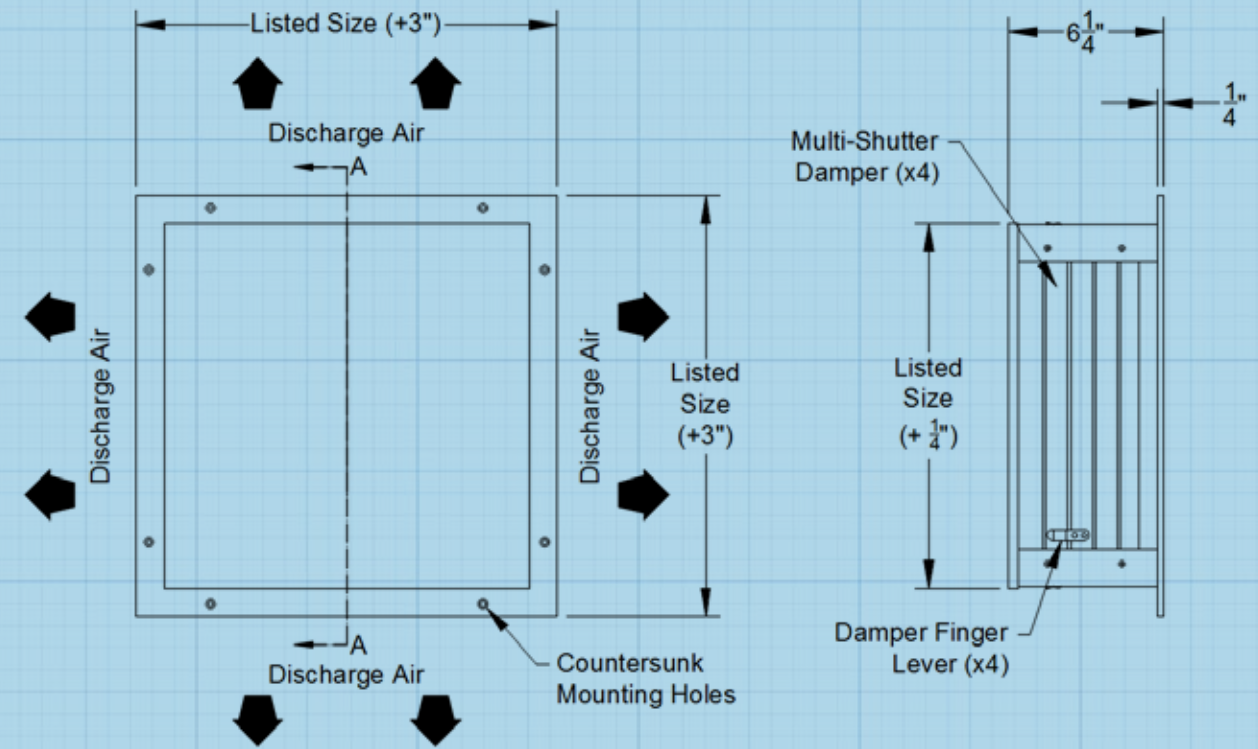 Listed Size (+3")
Discharge Air
A
Discharge Air
Discharge Air
Listed
Size
(+3")
A
Discharge Air
Countersunk
Mounting Holes
6 1/4"
1/4"
Multi-Shutter
Damper (x4)
Listed
Size
(+ 1/4")
Damper Finger
Lever (x4)